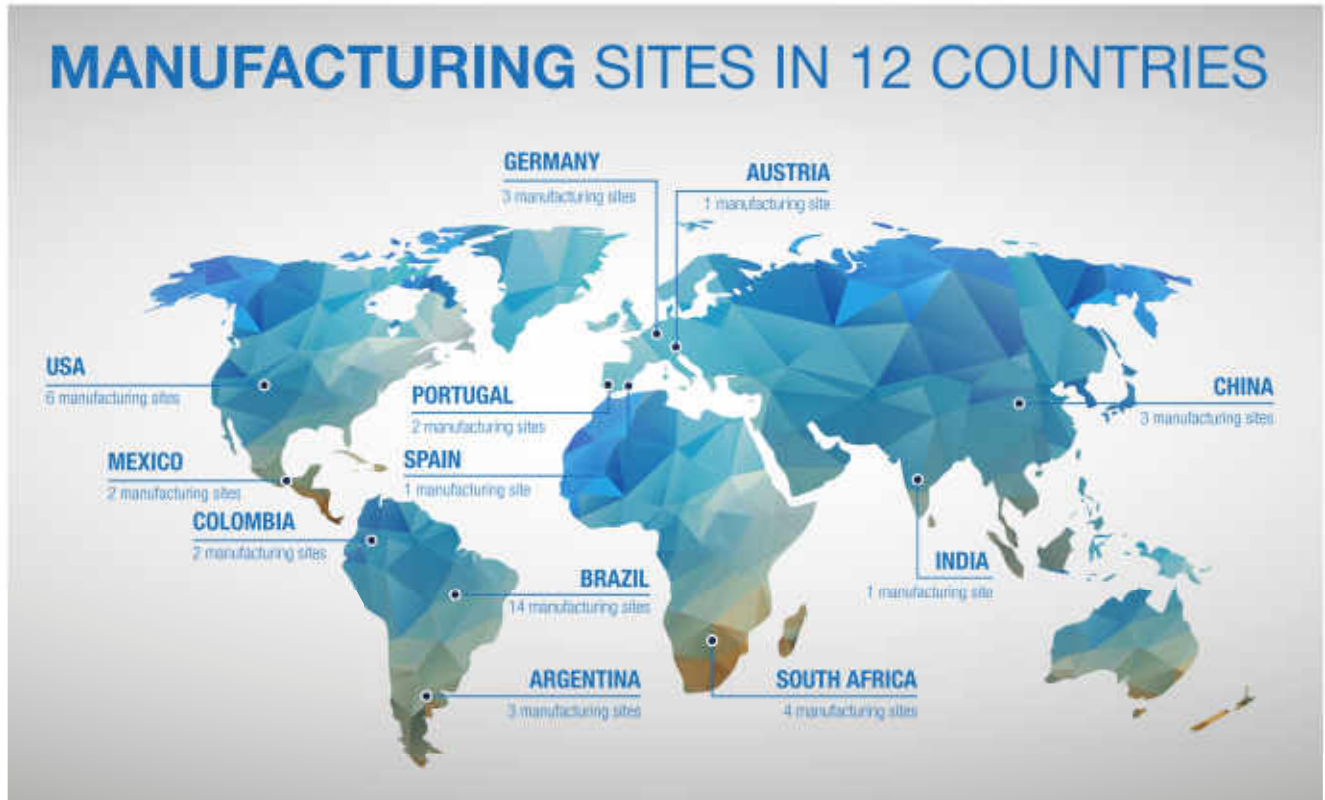 MANUFACTURING SITES IN 12 COUNTRIES
GERMANY
3 manufacturing sites
AUSTRIA
1 manufacturing site
USA
6 manufacturing sites
PORTUGAL
2 manufacturing sites
CHINA
3 manufacturing sites
MEXICO
2 manufacturing sites
SPAIN
1 manufacturing site
COLOMBIA
2 manufacturing sites
INDIA
1 manufacturing site
BRAZIL
14 manufacturing sites
ARGENTINA
3 manufacturing sites
SOUTH AFRICA
4 manufacturing sites